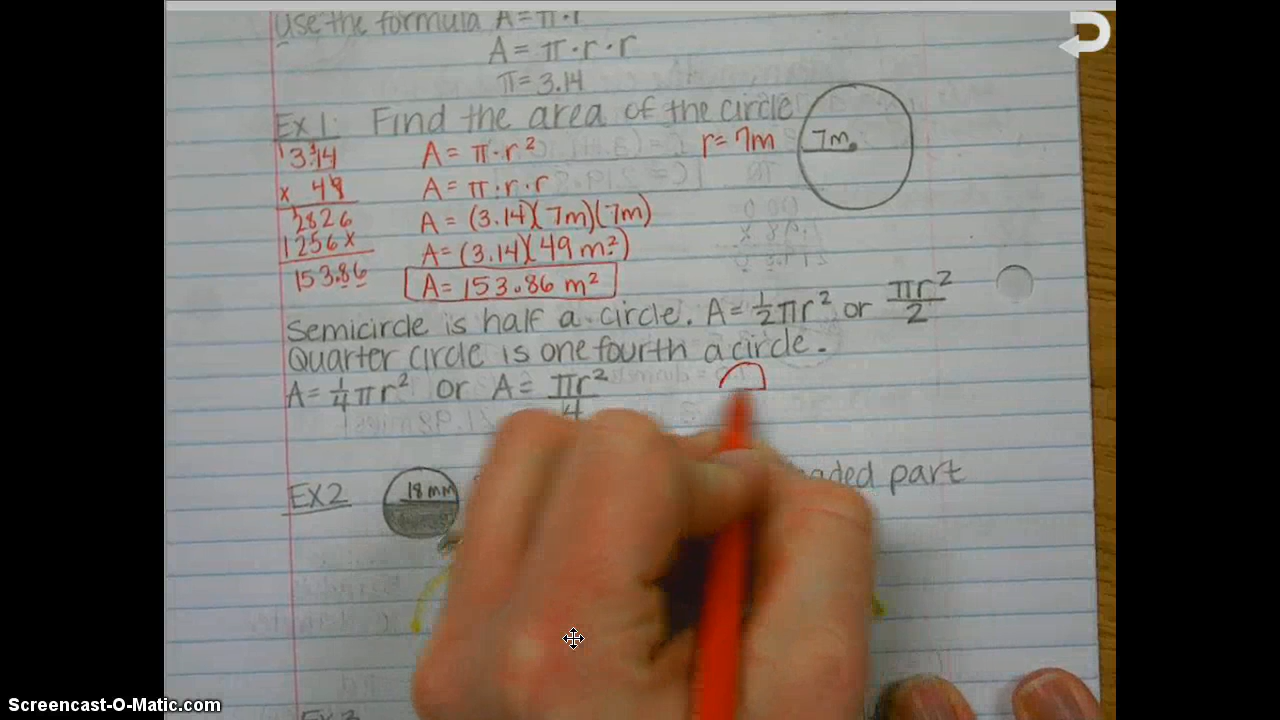 use the formula A = π · r
A = π · r · r
π = 3.14
Ex 1: Find the area of the circle
3.14
x 49
2826
1256x
153.86
A = π · r²
A = π · r · r
A = (3.14)(7m)(7m)
A = (3.14)(49 m²)
A = 153.86 m²
r = 7m
7m
Semicircle is half a circle. A = ½πr² or πr²/2
Quarter circle is one fourth a circle.
A = ¼πr² or A = πr²/4
EX2
18 mm
part
Screencast-O-Matic.com